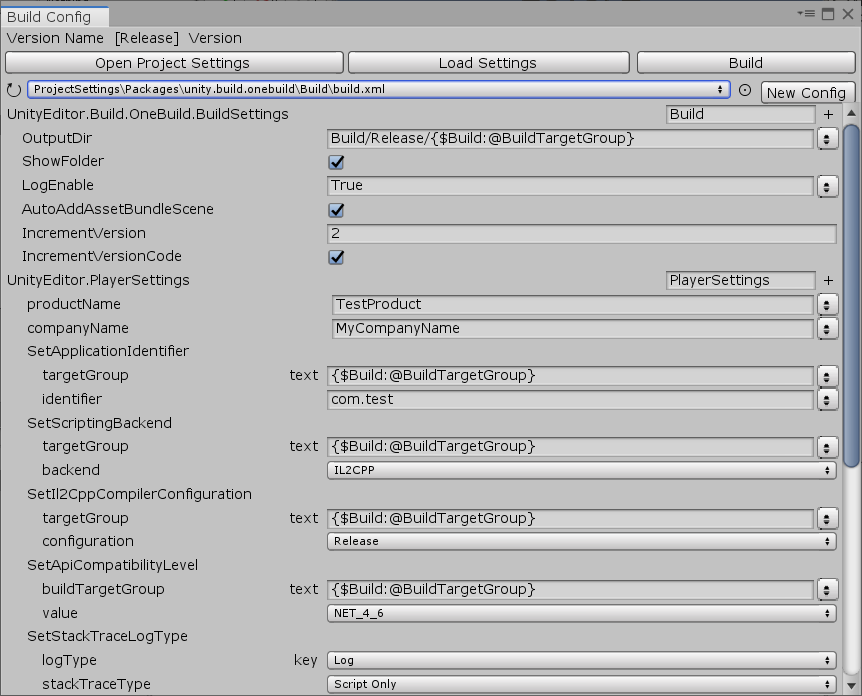 Build Config
Version Name [Release] Version
Open Project Settings Load Settings Build
ProjectSettings\Packages\unity.build.onebuild\Build\build.xml New Config
UnityEditor.Build.OneBuild.BuildSettings Build +
OutputDir Build/Release/{$Build:@BuildTargetGroup}
ShowFolder
LogEnable True
AutoAddAssetBundleScene
IncrementVersion 2
IncrementVersionCode
UnityEditor.PlayerSettings PlayerSettings +
productName TestProduct
companyName MyCompanyName
SetApplicationIdentifier
targetGroup text {$Build:@BuildTargetGroup}
identifier com.test
SetScriptingBackend
targetGroup text {$Build:@BuildTargetGroup}
backend IL2CPP
SetIl2CppCompilerConfiguration
targetGroup text {$Build:@BuildTargetGroup}
configuration Release
SetApiCompatibilityLevel
buildTargetGroup text {$Build:@BuildTargetGroup}
value NET_4_6
SetStackTraceLogType
logType key Log
stackTraceType Script Only